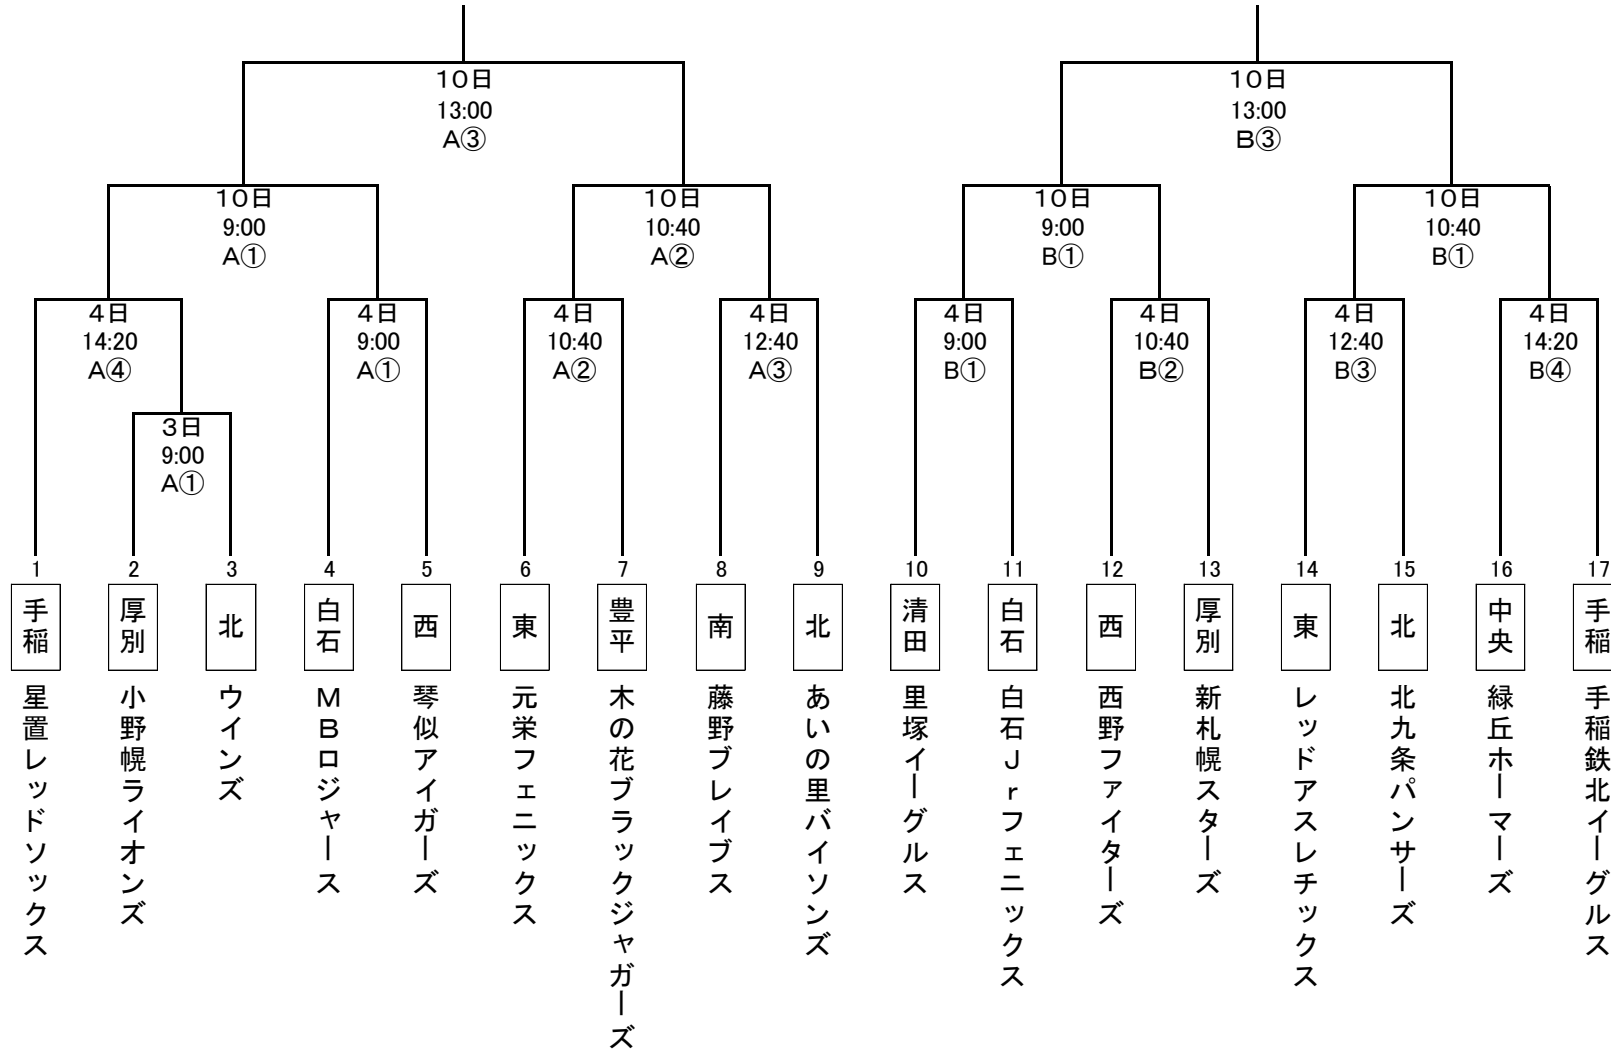 10日
13:00
A③
10日
13:00
B③
10日
9:00
A①
10日
10:40
A②
10日
9:00
B①
10日
10:40
B①
4日
14:20
A④
4日
9:00
A①
4日
10:40
A②
4日
12:40
A③
4日
9:00
B①
4日
10:40
B②
4日
12:40
B③
4日
14:20
B④
3日
9:00
A①
1
手稲
星置レッドソックス
2
厚別
小野幌ライオンズ
3
北
ウインズ
4
白石
MBロジャース
5
西
琴似アイガーズ
6
東
元栄フェニックス
7
豊平
木の花ブラックジャガーズ
8
南
藤野ブレイブス
9
北
あいの里バイソンズ
10
清田
里塚イーグルス
11
白石
白石Jrフェニックス
12
西
西野ファイターズ
13
厚別
新札幌スターズ
14
東
レッドアスレチックス
15
北
北九条パンサーズ
16
中央
緑丘ホーマーズ
17
手稲
手稲鉄北イーグルス